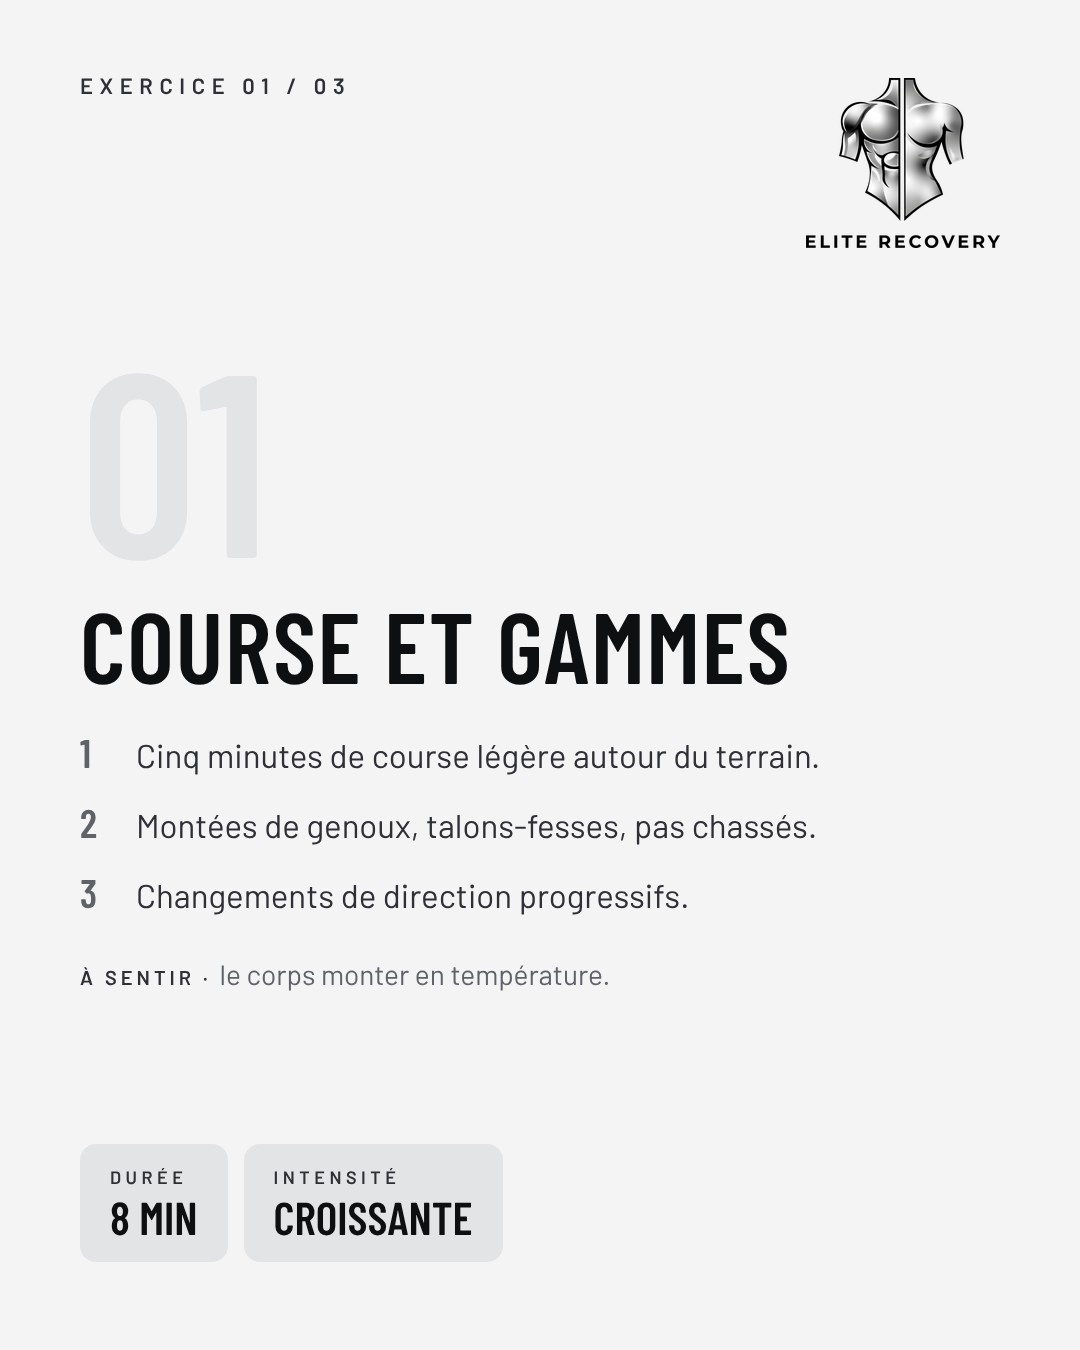 EXERCICE 01 / 03
ELITE RECOVERY
01
COURSE ET GAMMES
1 Cinq minutes de course légère autour du terrain.
2 Montées de genoux, talons-fesses, pas chassés.
3 Changements de direction progressifs.
À SENTIR · le corps monter en température.
DURÉE
8 MIN
INTENSITÉ
CROISSANTE